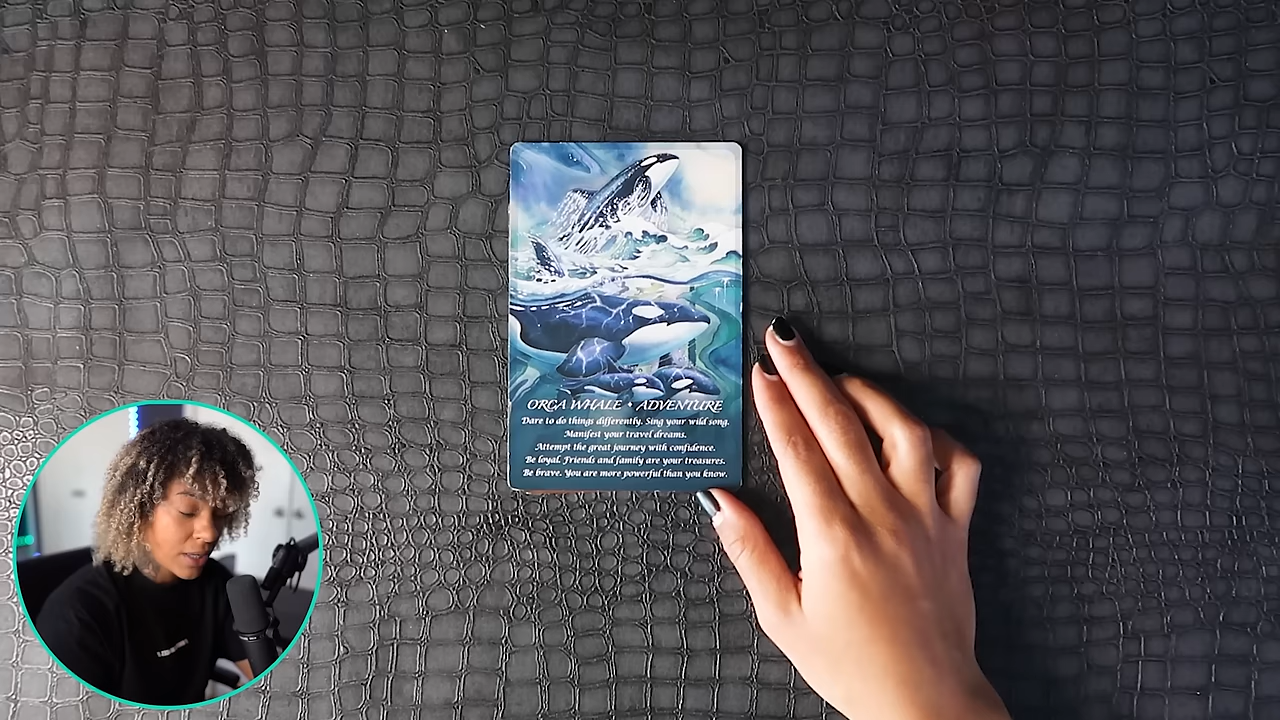 ORCA WHALE • ADVENTURE
Dare to do things differently. Sing your wild song.
Manifest your travel dreams.
Attempt the great journey with confidence.
Be loyal. Friends and family are your treasures.
Be brave. You are more powerful than you know.